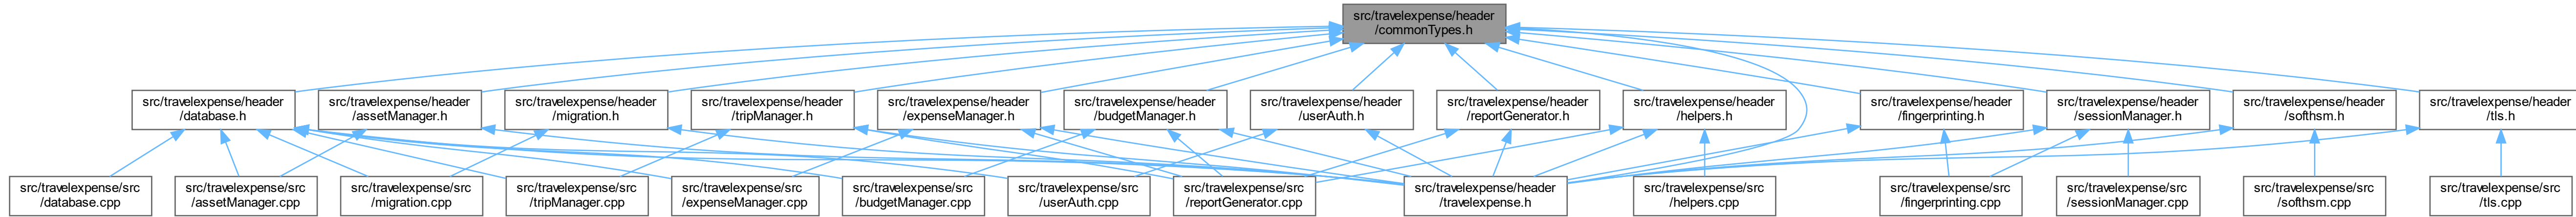 src/travelexpense/header
/commonTypes.h
src/travelexpense/header
/database.h
src/travelexpense/header
/assetManager.h
src/travelexpense/header
/migration.h
src/travelexpense/header
/tripManager.h
src/travelexpense/header
/expenseManager.h
src/travelexpense/header
/budgetManager.h
src/travelexpense/header
/userAuth.h
src/travelexpense/header
/reportGenerator.h
src/travelexpense/header
/helpers.h
src/travelexpense/header
/fingerprinting.h
src/travelexpense/header
/sessionManager.h
src/travelexpense/header
/softhsm.h
src/travelexpense/header
/tls.h
src/travelexpense/src
/database.cpp
src/travelexpense/src
/assetManager.cpp
src/travelexpense/src
/migration.cpp
src/travelexpense/src
/tripManager.cpp
src/travelexpense/src
/expenseManager.cpp
src/travelexpense/src
/budgetManager.cpp
src/travelexpense/src
/userAuth.cpp
src/travelexpense/src
/reportGenerator.cpp
src/travelexpense/header
/travelexpense.h
src/travelexpense/src
/helpers.cpp
src/travelexpense/src
/fingerprinting.cpp
src/travelexpense/src
/sessionManager.cpp
src/travelexpense/src
/softhsm.cpp
src/travelexpense/src
/tls.cpp